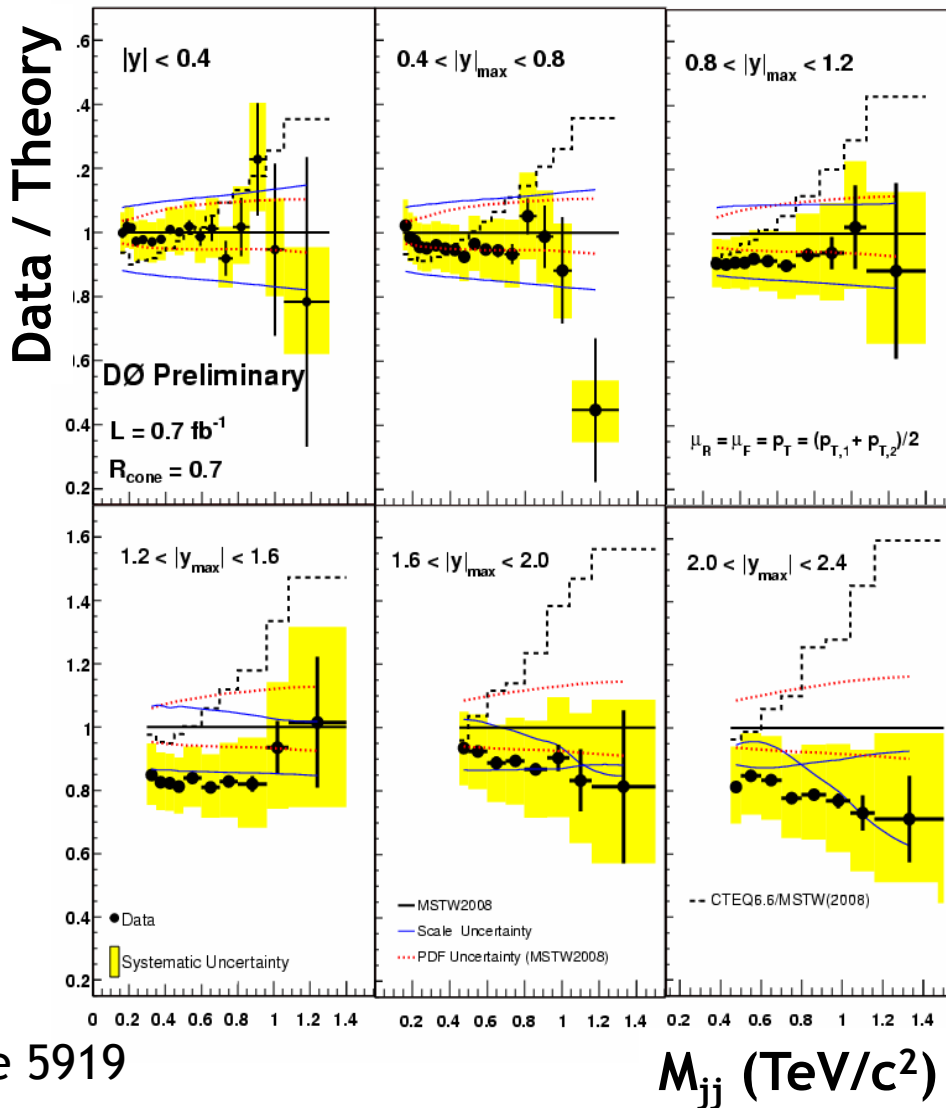 Data / Theory
|y| < 0.4
0.4 < |y|max < 0.8
0.8 < |y|max < 1.2
.6
.4
.2
1
0.8
0.6
0.4
0.2
DØ Preliminary
L = 0.7 fb-1
Rcone = 0.7
μR = μF = pT = (pT,1 + pT,2)/2
1.2 < |ymax| < 1.6
1.6 < |y|max < 2.0
2.0 < |ymax| < 2.4
1.6
1.4
1.2
1
0.8
0.6
0.4
0.2
Data
Systematic Uncertainty
MSTW2008
Scale Uncertainty
PDF Uncertainty (MSTW2008)
CTEQ6.6/MSTW(2008)
0 0.2 0.4 0.6 0.8 1 1.2 1.4
0.2 0.4 0.6 0.8 1 1.2 1.4
0.2 0.4 0.6 0.8 1 1.2 1.4
e 5919
Mjj (TeV/c2)